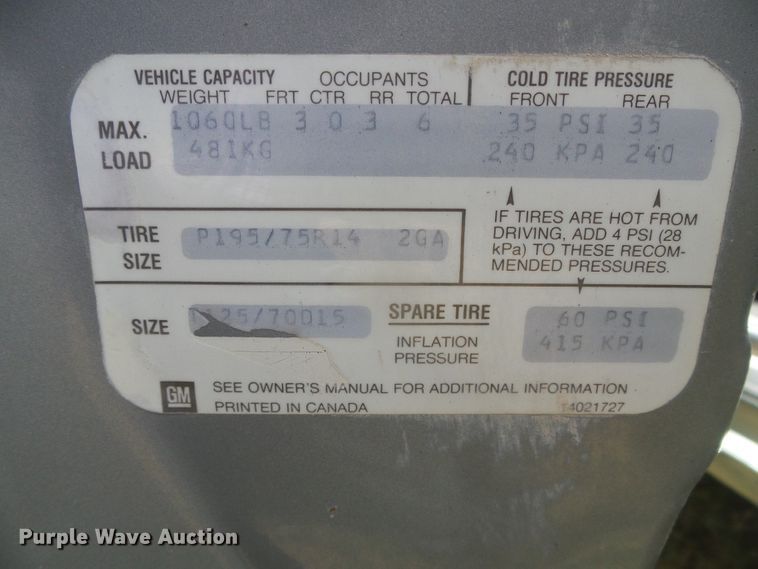 VEHICLE CAPACITY OCCUPANTS COLD TIRE PRESSURE
WEIGHT FRT CTR RR TOTAL FRONT REAR
MAX. 1060LB 3 0 3 6 35 PSI 35
LOAD 481KG 240 KPA 240
IF TIRES ARE HOT FROM
DRIVING, ADD 4 PSI (28
kPa) TO THESE RECOM-
MENDED PRESSURES.
TIRE P195/75R14 2GA
SIZE
SIZE 125/70D15 SPARE TIRE 60 PSI
INFLATION 415 KPA
PRESSURE
GM SEE OWNER'S MANUAL FOR ADDITIONAL INFORMATION
PRINTED IN CANADA 14021727
Purple Wave Auction